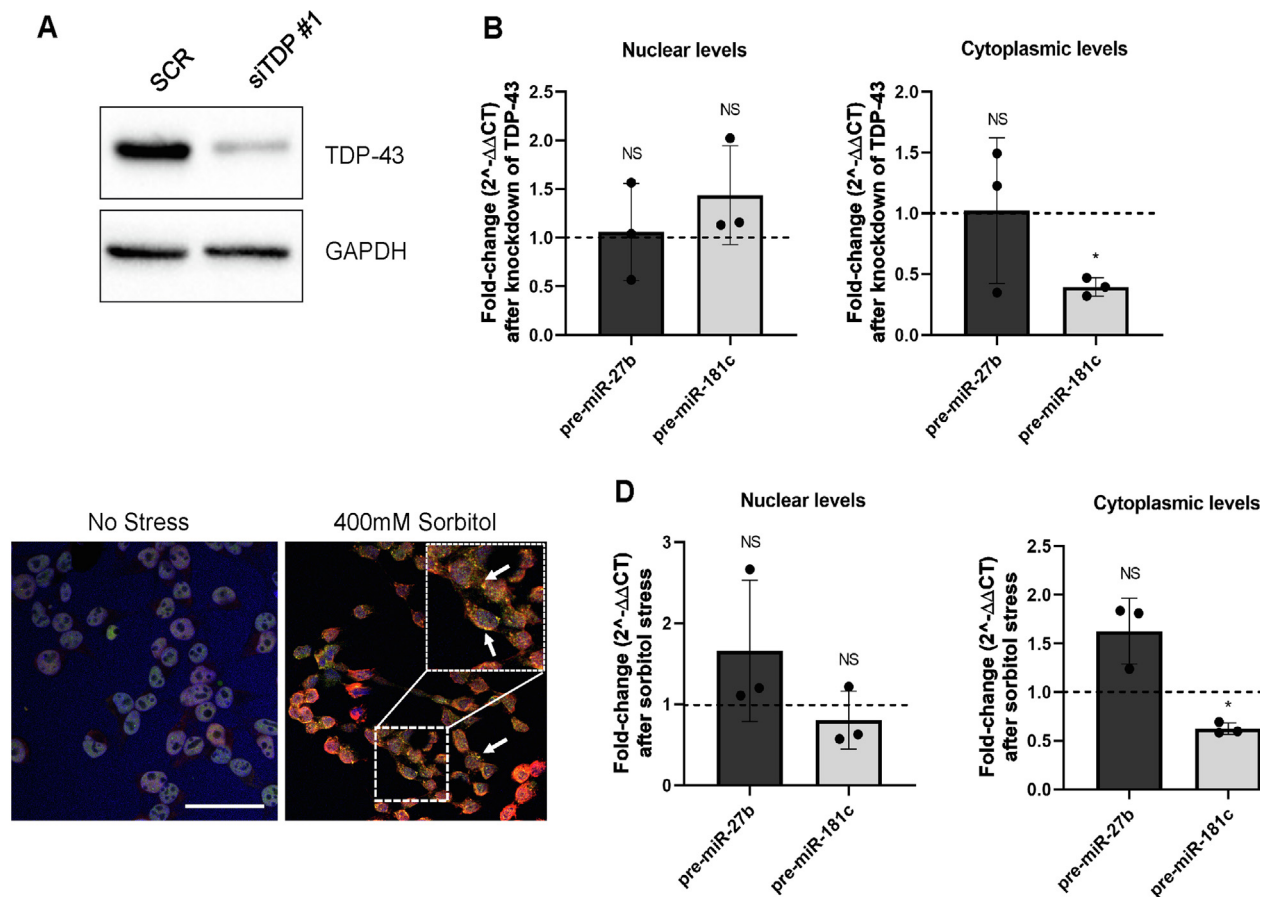 A
SCR
siTDP #1
TDP-43
GAPDH
B
Nuclear levels
Fold-change (2^-ΔΔCT)
after knockdown of TDP-43
2.5
2.0
1.5
1.0
0.5
0.0
NS
NS
pre-miR-27b
pre-miR-181c
Cytoplasmic levels
Fold-change (2^-ΔΔCT)
after knockdown of TDP-43
2.0
1.5
1.0
0.5
0.0
NS
*
pre-miR-27b
pre-miR-181c
No Stress
400mM Sorbitol
D
Nuclear levels
Fold-change (2^-ΔΔCT)
after sorbitol stress
3
2
1
0
NS
NS
pre-miR-27b
pre-miR-181c
Cytoplasmic levels
Fold-change (2^-ΔΔCT)
after sorbitol stress
2.5
2.0
1.5
1.0
0.5
0.0
NS
*
pre-miR-27b
pre-miR-181c